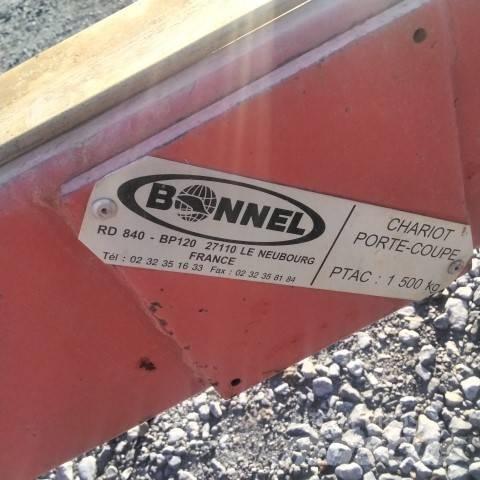 BONNEL
RD 840 - BP120 27110 LE NEUBOURG
FRANCE
Tél : 02 32 35 16 33 Fax : 02 32 35 81 84
CHARIOT
PORTE-COUPE
PTAC : 1 500 kg